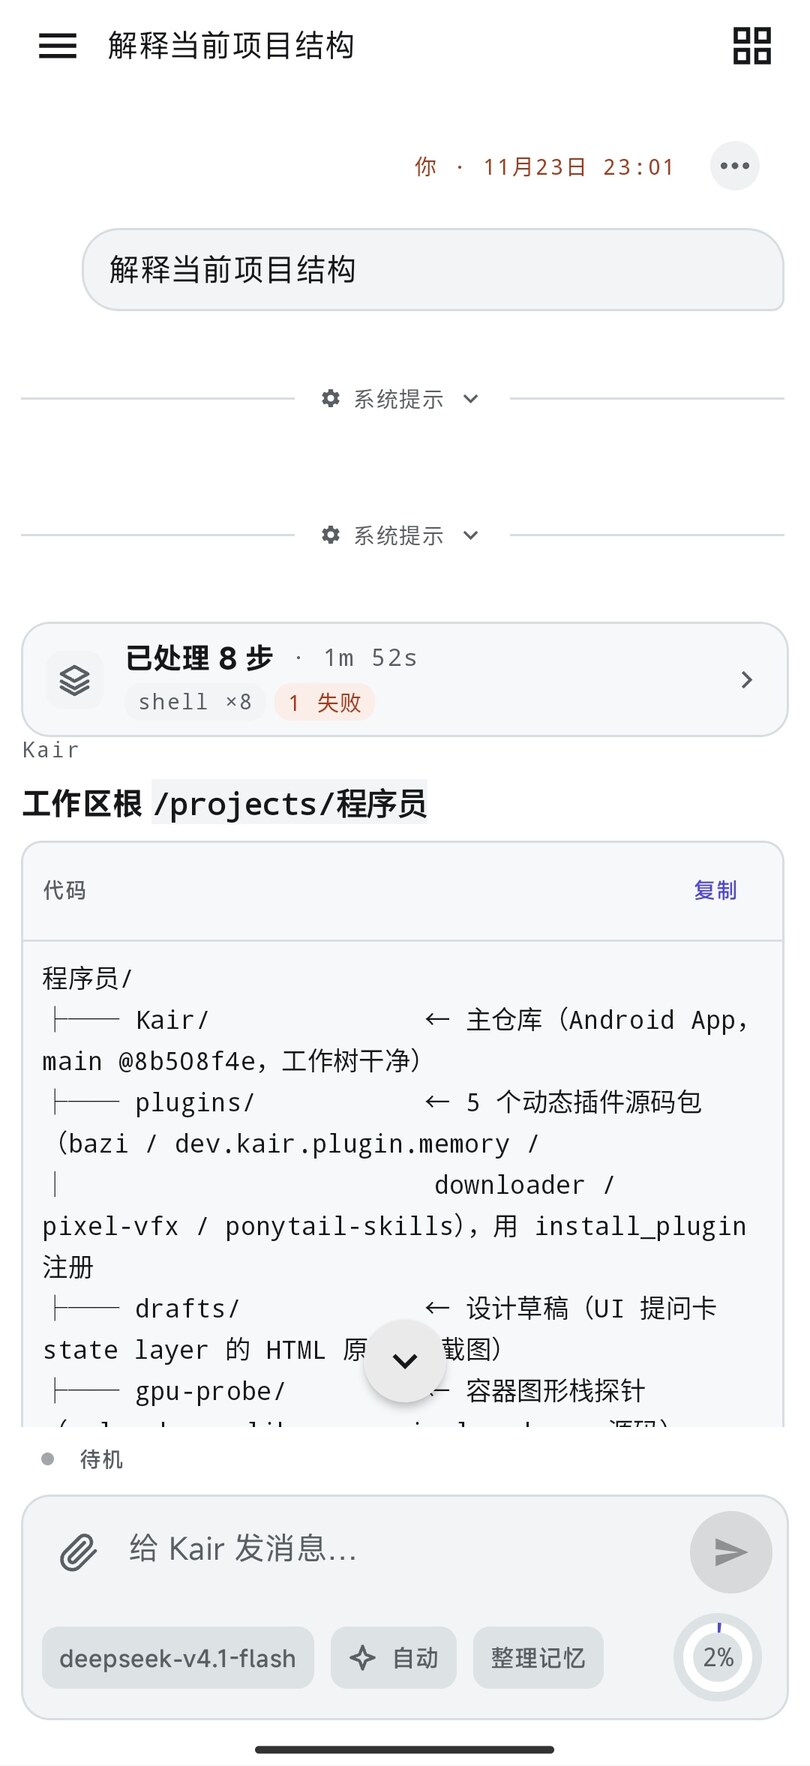 解释当前项目结构
你 · 11月23日 23:01
解释当前项目结构
系统提示
系统提示
已处理 8 步 · 1m 52s
shell ×8 1 失败
Kair
工作区根 /projects/程序员
代码 复制
程序员/
├── Kair/ ← 主仓库（Android App，
main @8b508f4e，工作树干净）
├── plugins/ ← 5 个动态插件源码包
（bazi / dev.kair.plugin.memory /
│ downloader /
pixel-vfx / ponytail-skills），用 install_plugin
注册
├── drafts/ ← 设计草稿（UI 提问卡
state layer 的 HTML 原 截图）
├── gpu-probe/ ← 容器图形栈探针
待机
给 Kair 发消息...
deepseek-v4.1-flash 自动 整理记忆 2%